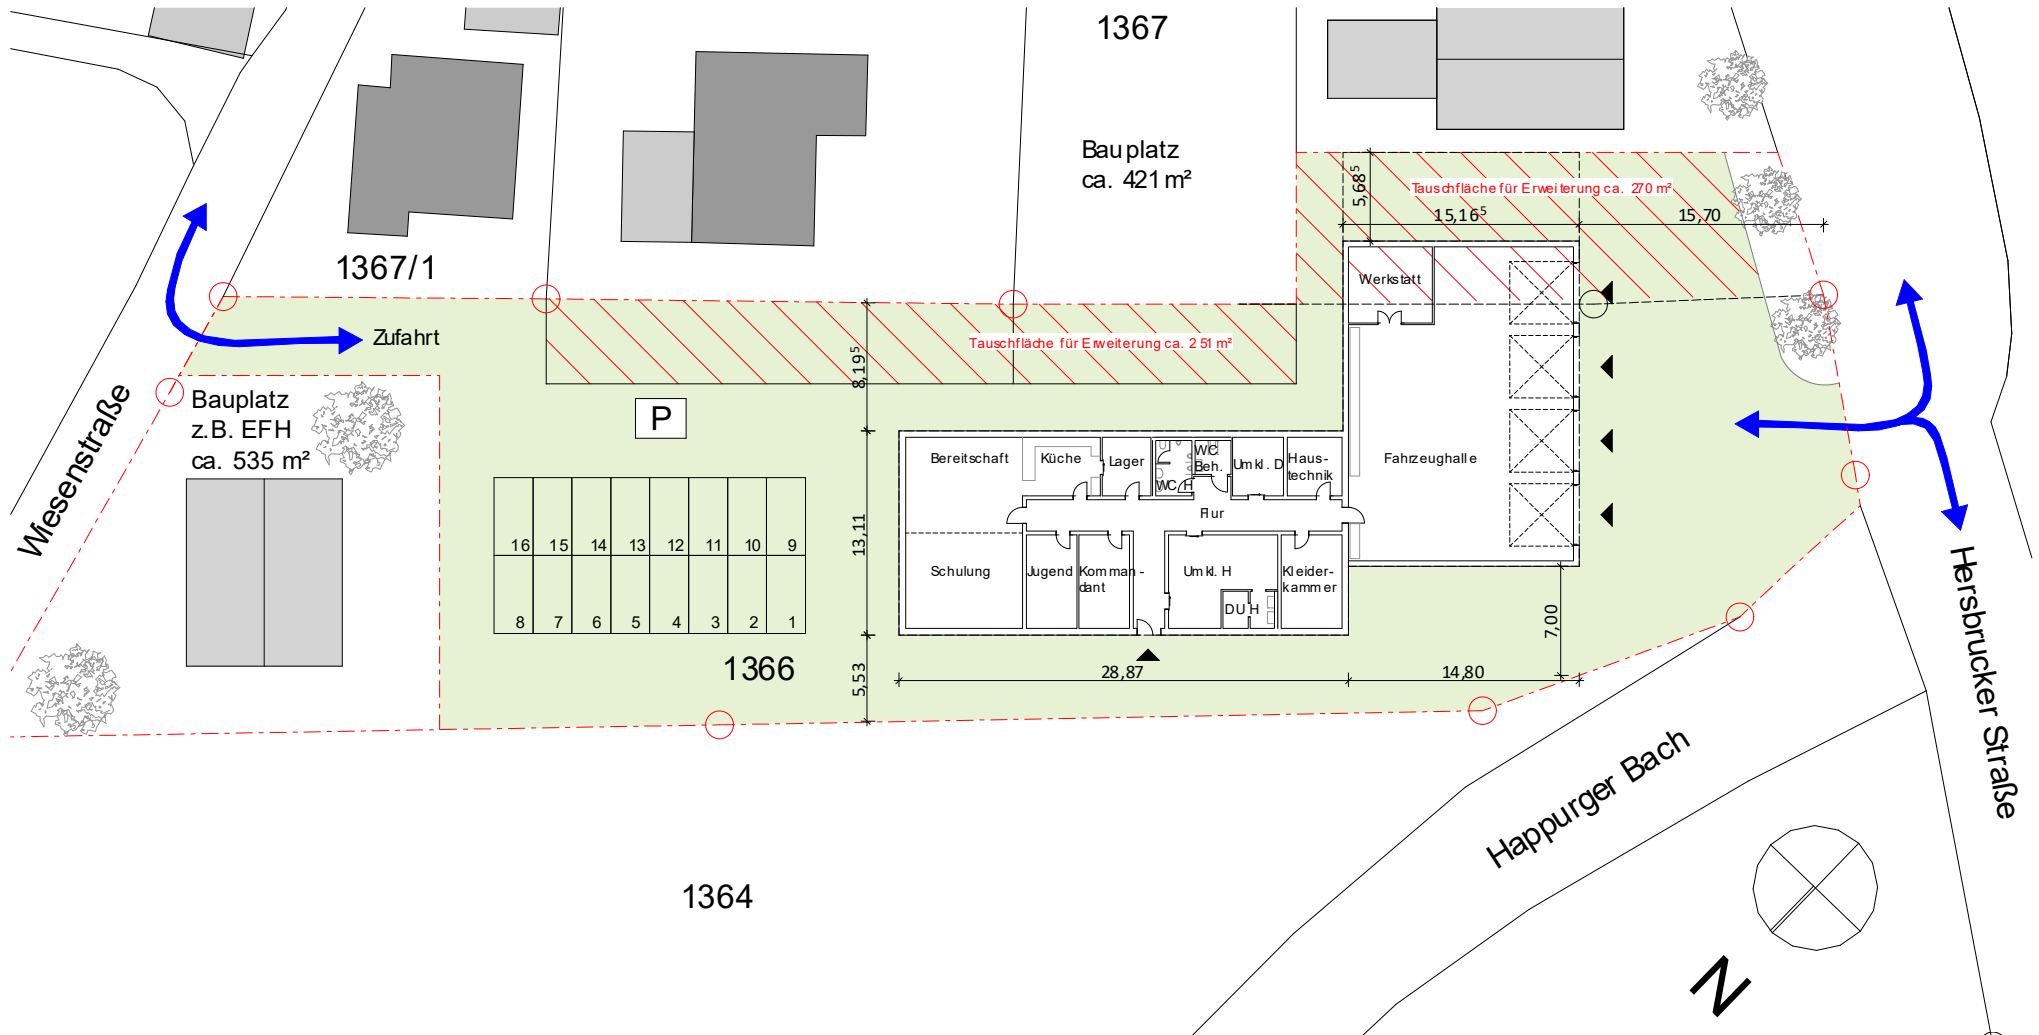 1367
Bauplatz
ca. 421 m²
5,68⁵
Tauschfläche für Erweiterung ca. 270 m²
15,16⁵
15,70
1367/1
Werkstatt
Zufahrt
Tauschfläche für Erweiterung ca. 251 m²
8,19⁵
Wiesenstraße
Bauplatz
z.B. EFH
ca. 535 m²
P
Bereitschaft
Küche
Lager
WC H
WC
Beh.
Umkl. D
Haus-
technik
Fahrzeughalle
Flur
13,11
16 15 14 13 12 11 10 9
8 7 6 5 4 3 2 1
Schulung
Jugend
Komman-
dant
Umkl. H
DU H
Kleider-
kammer
7,00
1366
5,53
28,87
14,80
Hersbrucker Straße
Happurger Bach
1364
N